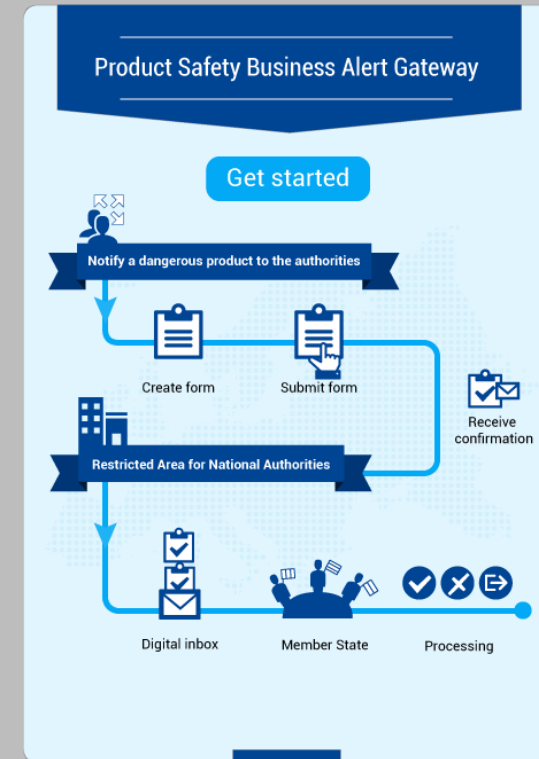 Product Safety Business Alert Gateway
Get started
Notify a dangerous product to the authorities
Create form
Submit form
Receive
confirmation
Restricted Area for National Authorities
Digital inbox
Member State
Processing